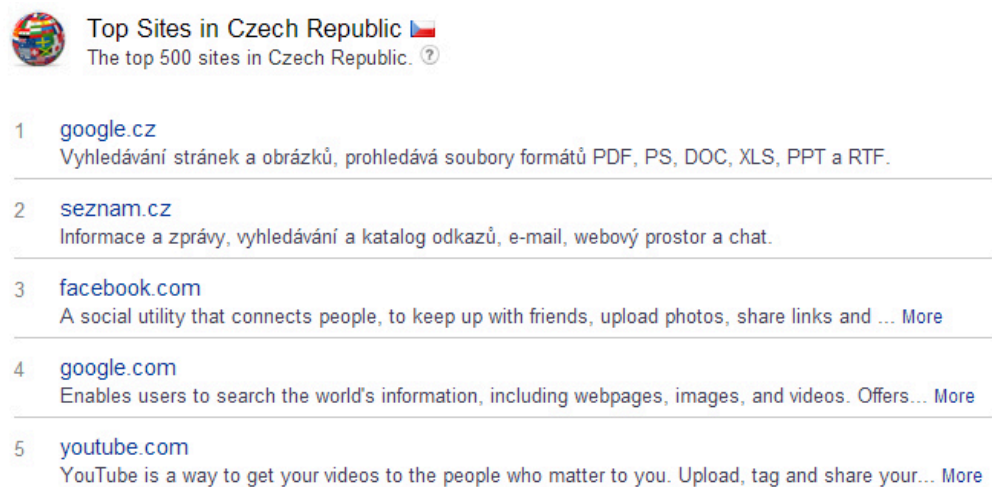 Top Sites in Czech Republic
The top 500 sites in Czech Republic. ?
1 google.cz
Vyhledávání stránek a obrázků, prohledává soubory formátů PDF, PS, DOC, XLS, PPT a RTF.
2 seznam.cz
Informace a zprávy, vyhledávání a katalog odkazů, e-mail, webový prostor a chat.
3 facebook.com
A social utility that connects people, to keep up with friends, upload photos, share links and ... More
4 google.com
Enables users to search the world's information, including webpages, images, and videos. Offers... More
5 youtube.com
YouTube is a way to get your videos to the people who matter to you. Upload, tag and share your... More